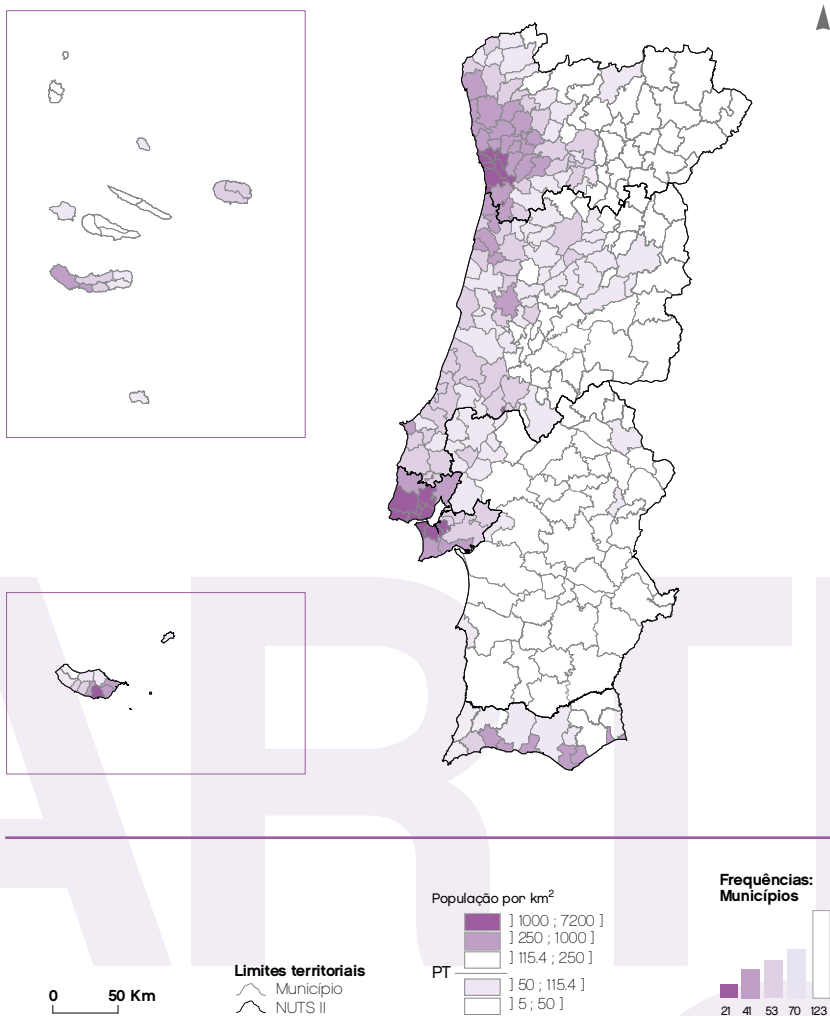 População por km²
] 1000 ; 7200 ]
] 250 ; 1000 ]
] 115.4 ; 250 ]
PT
] 50 ; 115.4 ]
] 5 ; 50 ]
Frequências:
Municípios
21 41 53 70 123
Limites territoriais
Município
NUTS II
0 50 Km
ART